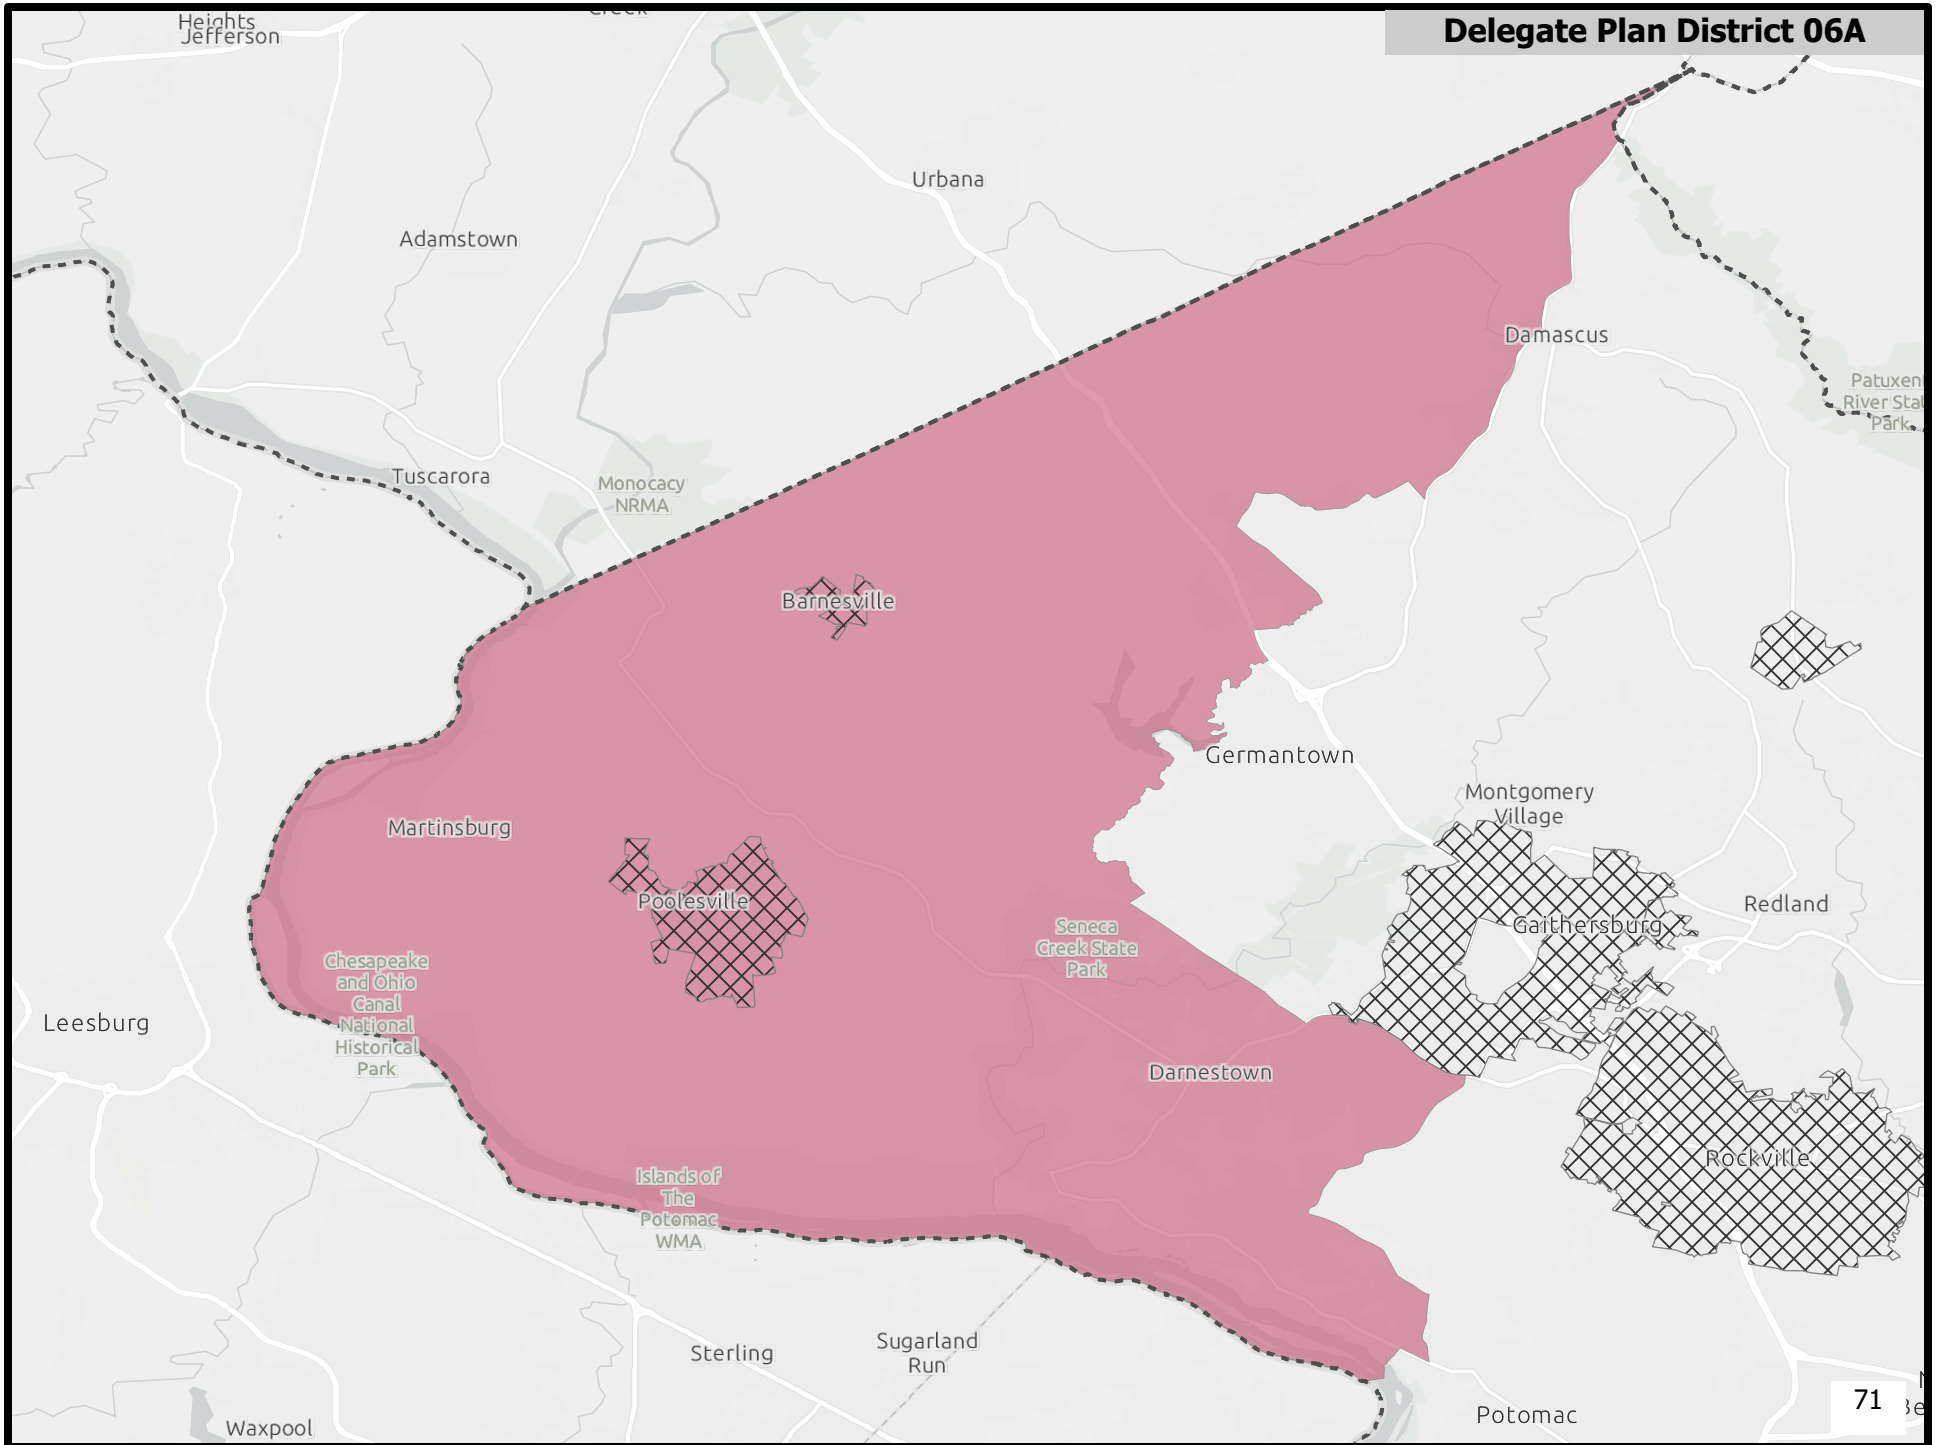 Delegate Plan District 06A
Heights
Jefferson
Creek
Urbana
Adamstown
Damascus
Patuxen
River Stat
Park
Tuscarora
Monocacy
NRMA
Barnesville
Germantown
Montgomery
Village
Martinsburg
Poolesville
Redland
Gaithersburg
Seneca
Creek State
Park
Chesapeake
and Ohio
Canal
National
Historical
Park
Leesburg
Darnestown
Rockville
Islands of
The
Potomac
WMA
Sterling
Sugarland
Run
Waxpool
Potomac
71